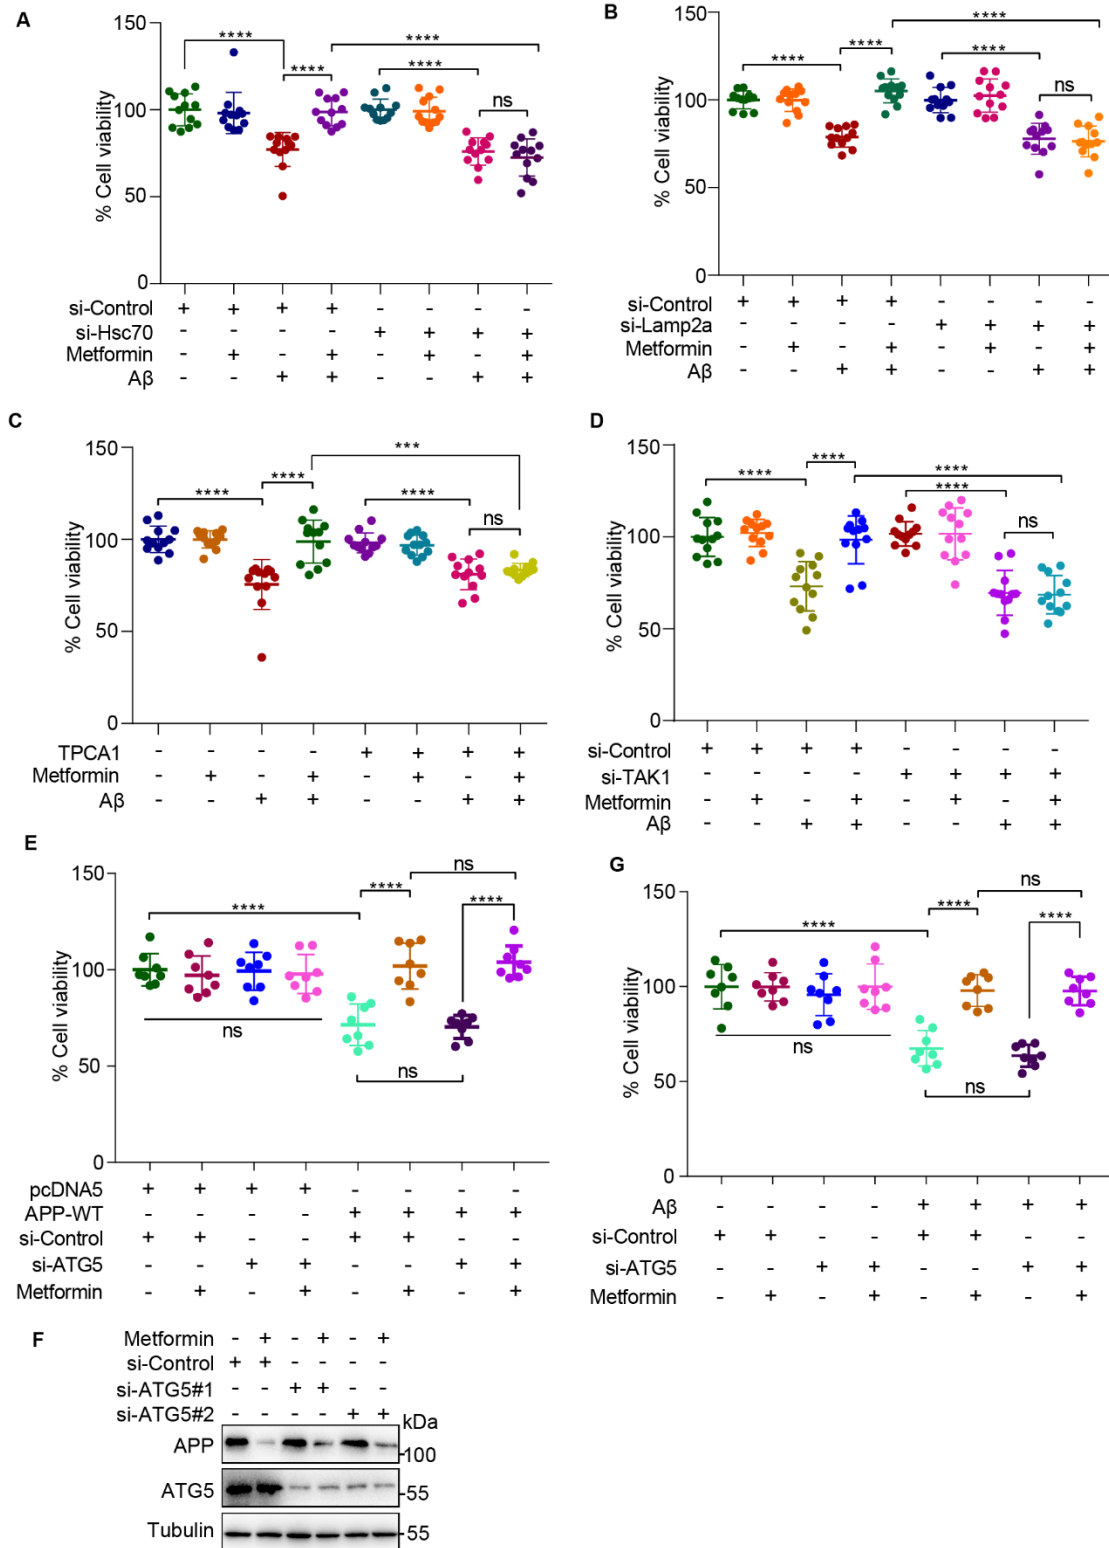 A
% Cell viability
150
100
50
0
**** **** **** **** ns
si-Control + + + + - - - -
si-Hsc70 - - - - + + + +
Metformin - + - + - + - +
Aβ - - + + - - + +
B
% Cell viability
150
100
50
0
**** **** **** **** ns
si-Control + + + + - - - -
si-Lamp2a - - - - + + + +
Metformin - + - + - + - +
Aβ - - + + - - + +
C
% Cell viability
150
100
50
0
**** **** *** **** ns
TPCA1 - - - - + + + +
Metformin - + - + - + - +
Aβ - - + + - - + +
D
% Cell viability
150
100
50
0
**** **** **** **** ns
si-Control + + + + - - - -
si-TAK1 - - - - + + + +
Metformin - + - + - + - +
Aβ - - + + - - + +
E
% Cell viability
150
100
50
0
**** **** ns **** ns ns
pcDNA5 + + + + - - - -
APP-WT - - - - + + + +
si-Control + + - - + + - -
si-ATG5 - - + + - - + +
Metformin - + - + - + - +
G
% Cell viability
150
100
50
0
**** **** ns **** ns ns
Aβ - - - - + + + +
si-Control + + - - + + - -
si-ATG5 - - + + - - + +
Metformin - + - + - + - +
F
Metformin - + - + - +
si-Control + + - - - -
si-ATG5#1 - - + + - -
si-ATG5#2 - - - - + +
kDa
APP -100
ATG5 -55
Tubulin -55